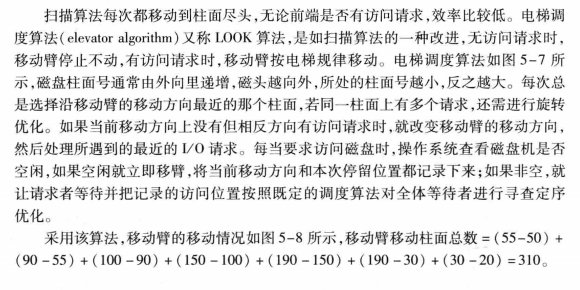 扫描算法每次都移动到柱面尽头,无论前端是否有访问请求,效率比较低。电梯调
度算法(elevator algorithm)又称 LOOK 算法,是如扫描算法的一种改进,无访问请求时,
移动臂停止不动,有访问请求时,移动臂按电梯规律移动。电梯调度算法如图 5-7 所
示,磁盘柱面号通常由外向里递增,磁头越向外,所处的柱面号越小,反之越大。每次总
是选择沿移动臂的移动方向最近的那个柱面,若同一柱面上有多个请求,还需进行旋转
优化。如果当前移动方向上没有但相反方向有访问请求时,就改变移动臂的移动方向,
然后处理所遇到的最近的 I/O 请求。每当要求访问磁盘时,操作系统查看磁盘机是否
空闲,如果空闲就立即移臂,将当前移动方向和本次停留位置都记录下来;如果非空,就
让请求者等待并把记录的访问位置按照既定的调度算法对全体等待者进行寻查定序
优化。
采用该算法,移动臂的移动情况如图 5-8 所示,移动臂移动柱面总数=(55-50)+
(90-55)+(100-90)+(150-100)+(190-150)+(190-30)+(30-20)=310。